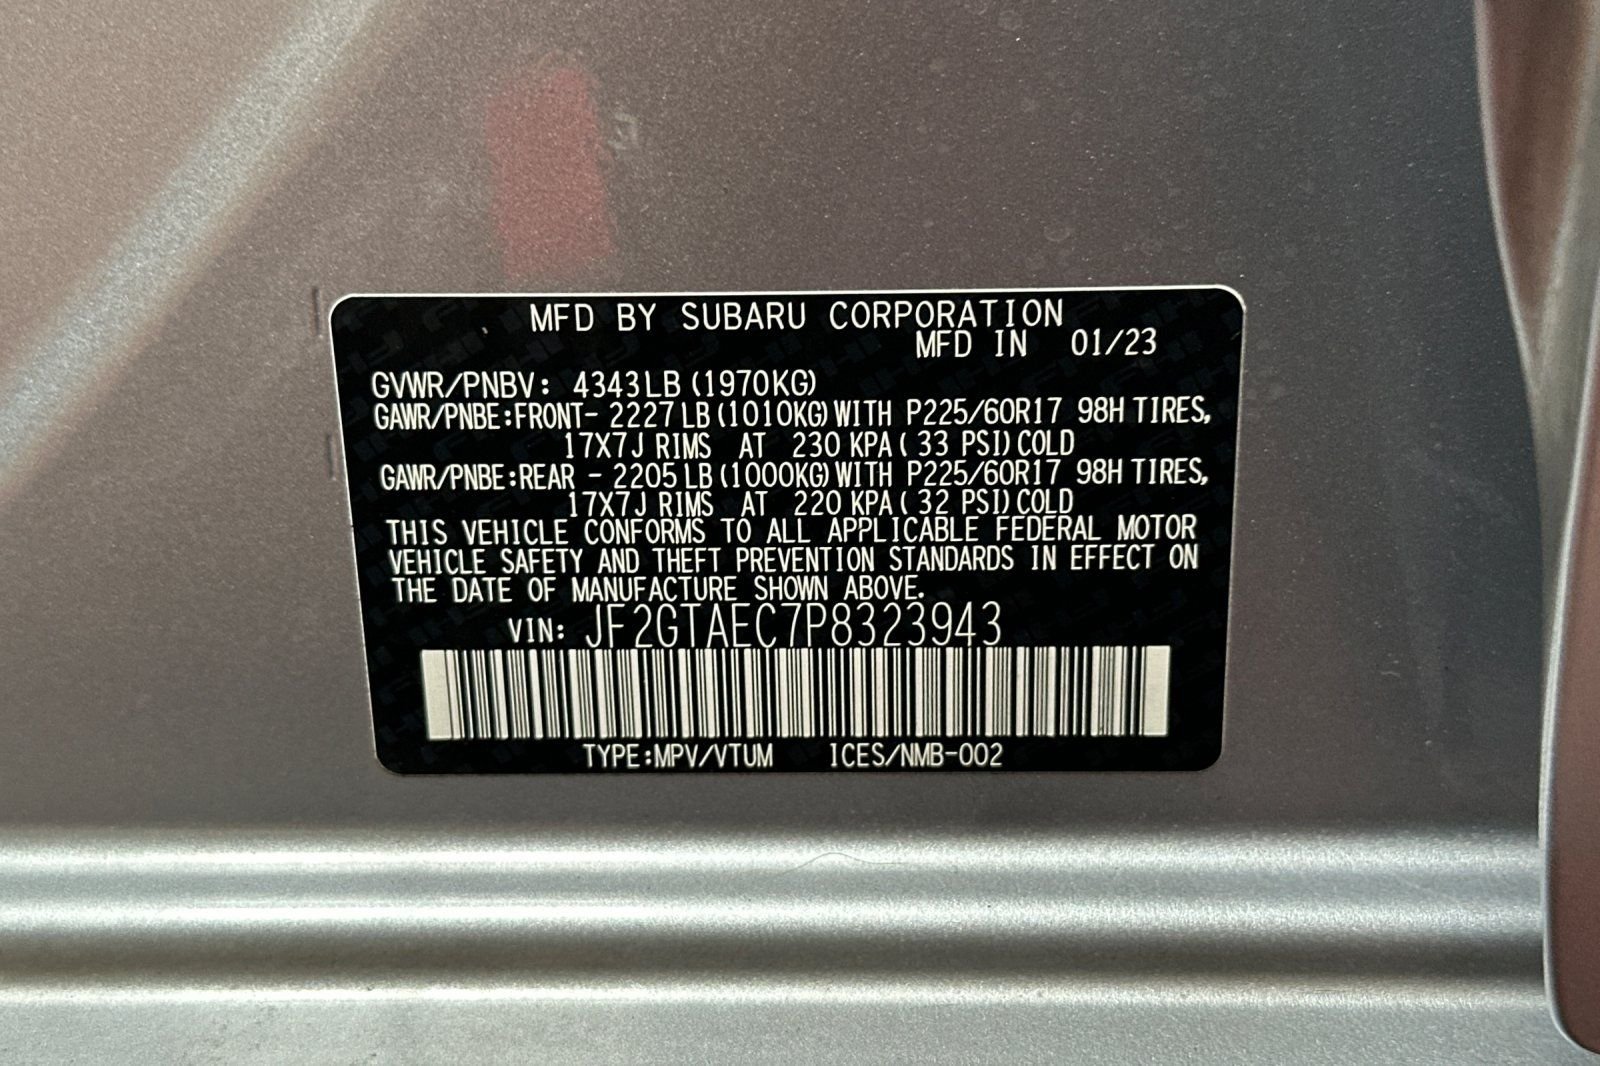 MFD BY SUBARU CORPORATION
MFD IN 01/23
GVWR/PNBV: 4343LB (1970KG)
GAWR/PNBE:FRONT- 2227 LB (1010KG) WITH P225/60R17 98H TIRES,
17X7J RIMS AT 230 KPA ( 33 PSI) COLD
GAWR/PNBE:REAR - 2205 LB (1000KG) WITH P225/60R17 98H TIRES,
17X7J RIMS AT 220 KPA ( 32 PSI) COLD
THIS VEHICLE CONFORMS TO ALL APPLICABLE FEDERAL MOTOR
VEHICLE SAFETY AND THEFT PREVENTION STANDARDS IN EFFECT ON
THE DATE OF MANUFACTURE SHOWN ABOVE.
VIN: JF2GTAEC7P8323943
TYPE:MPV/VTUM ICES/NMB-002